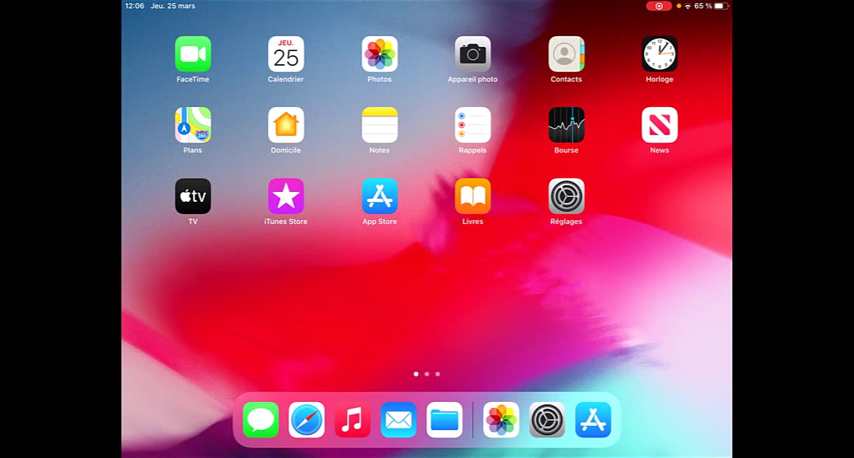 12:06 Jeu. 25 mars 65 %
JEU.
25
FaceTime Calendrier Photos Appareil photo Contacts Horloge
Plans Domicile Notes Rappels Bourse News
tv
TV iTunes Store App Store Livres Réglages